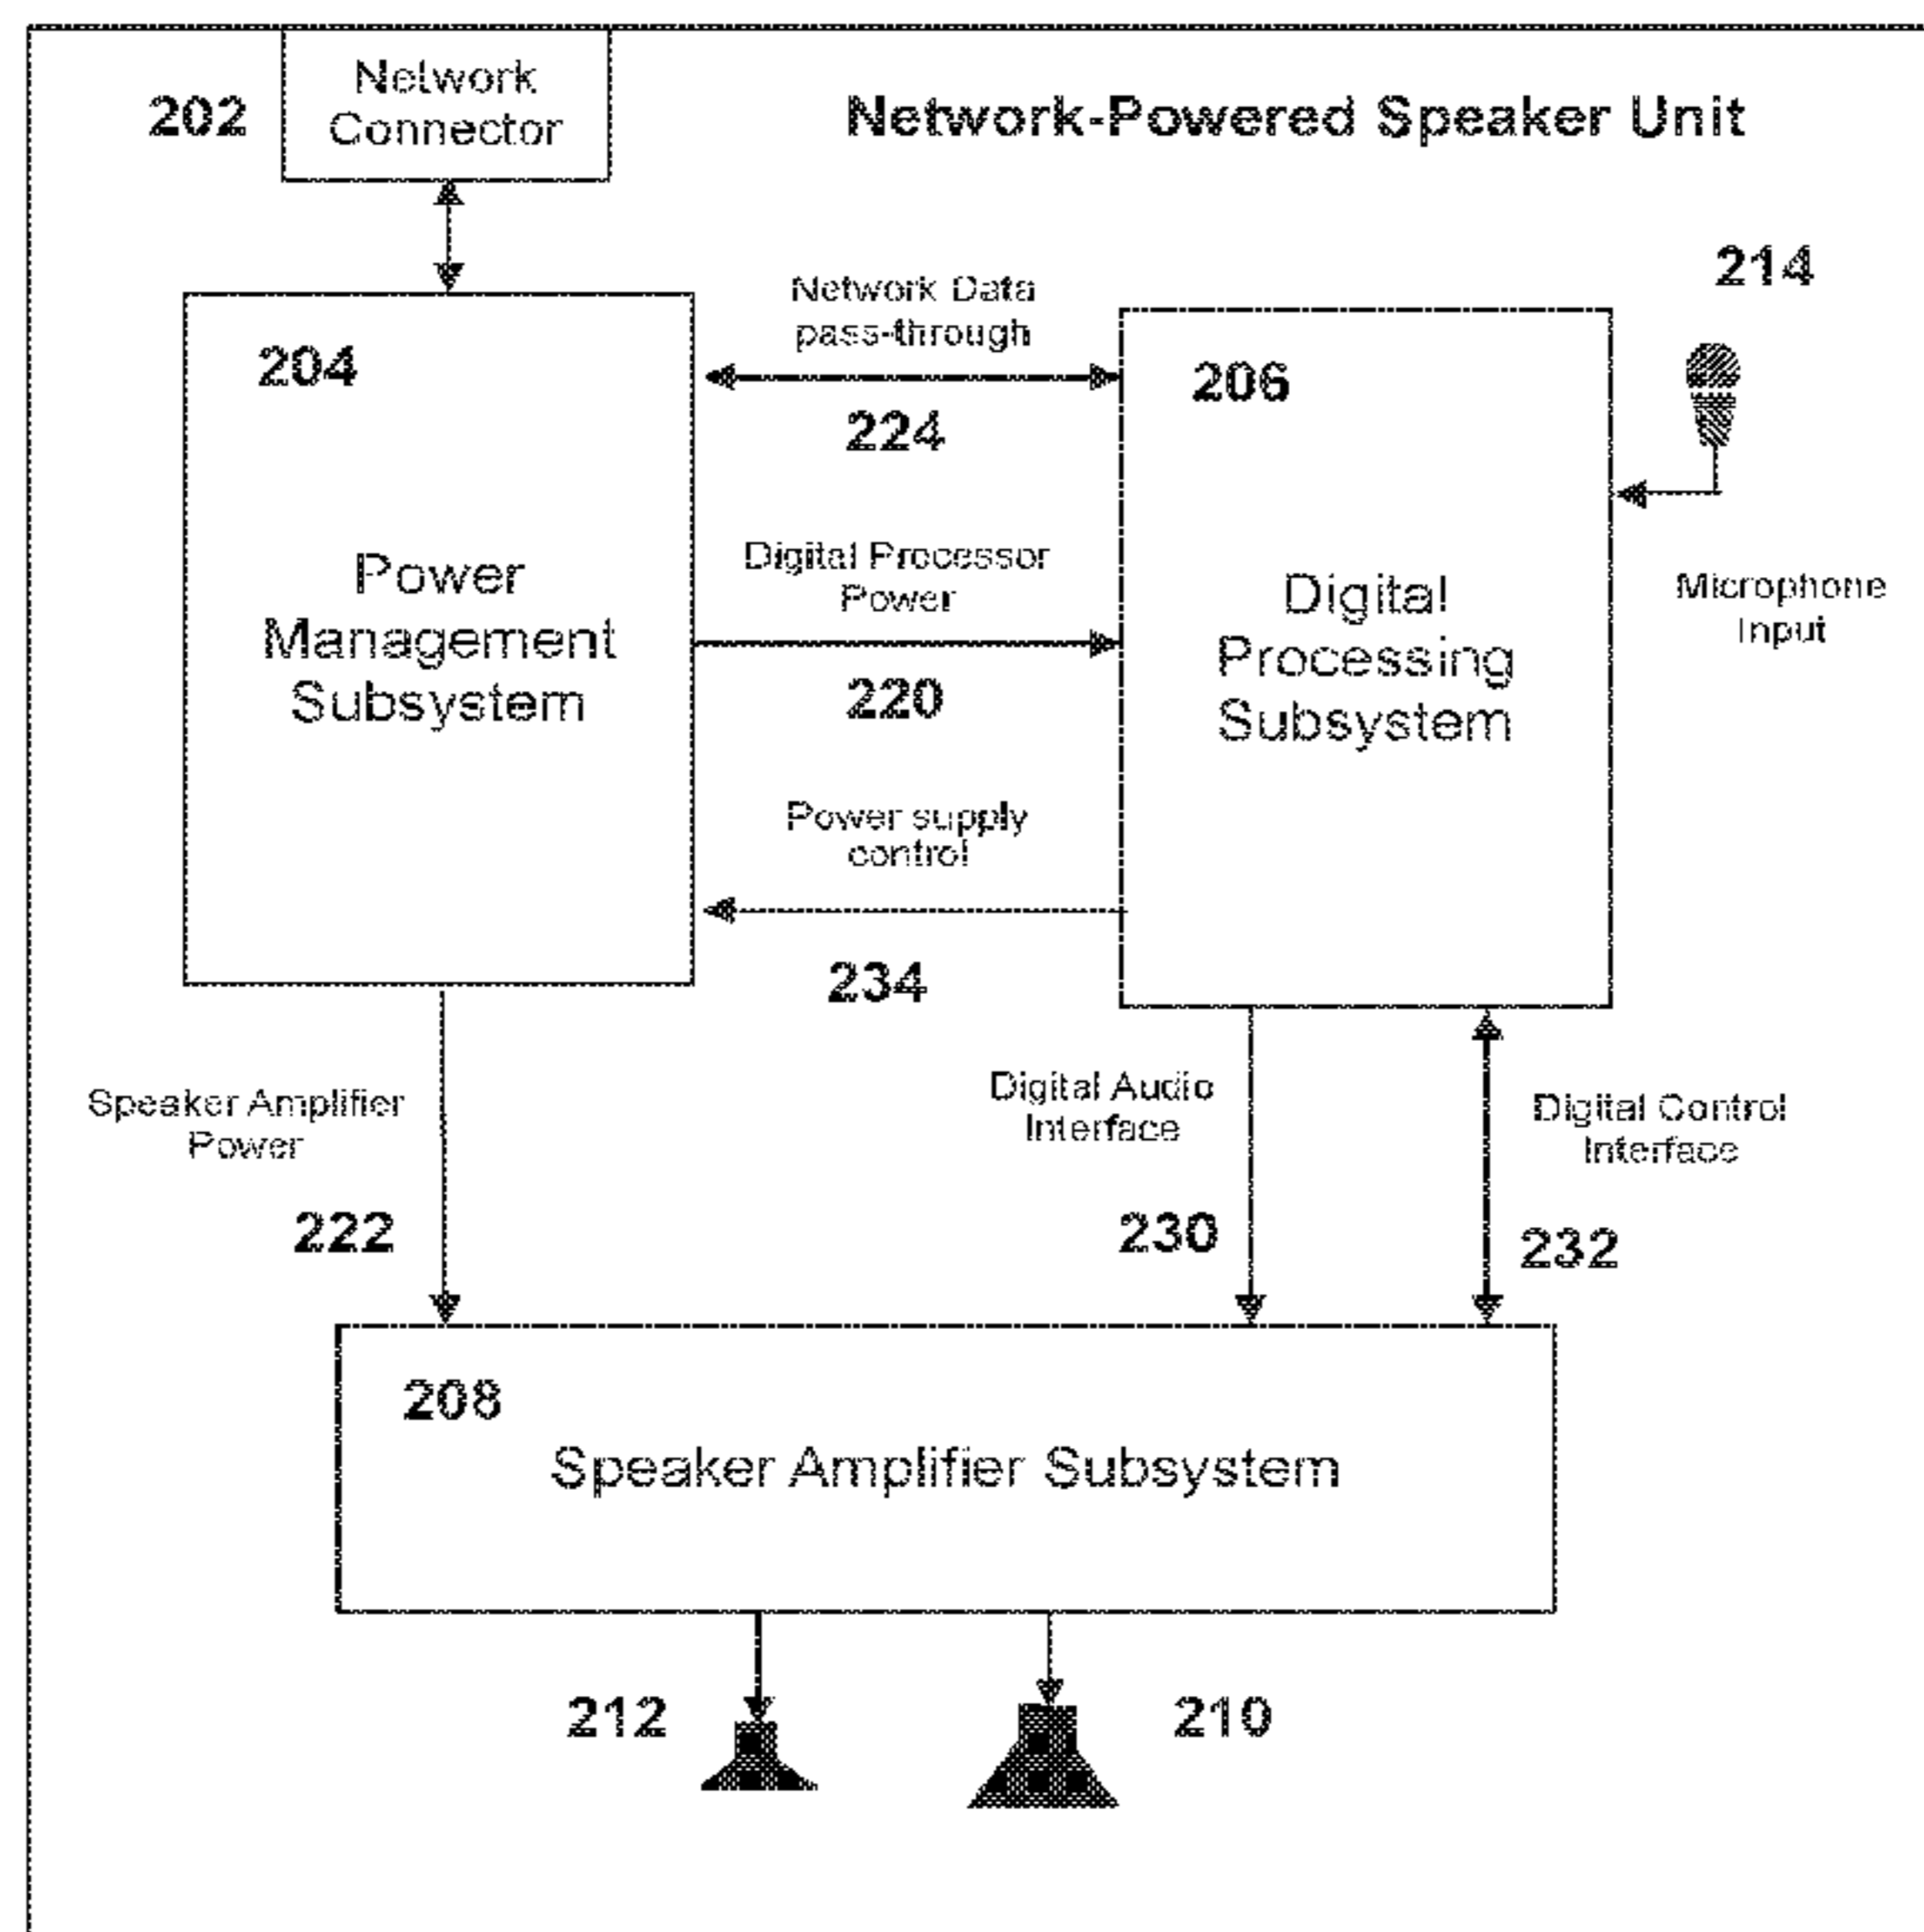 Network
Connector
202
Network-Powered Speaker Unit
214
Network Data
pass-through
204
206
224
Digital Processor
Power
Power
Management
Subsystem
Digital
Processing
Subsystem
Microphone
Input
220
Power supply
control
234
Speaker Amplifier
Power
Digital Audio
Interface
Digital Control
Interface
222
230
232
208
Speaker Amplifier Subsystem
212
210